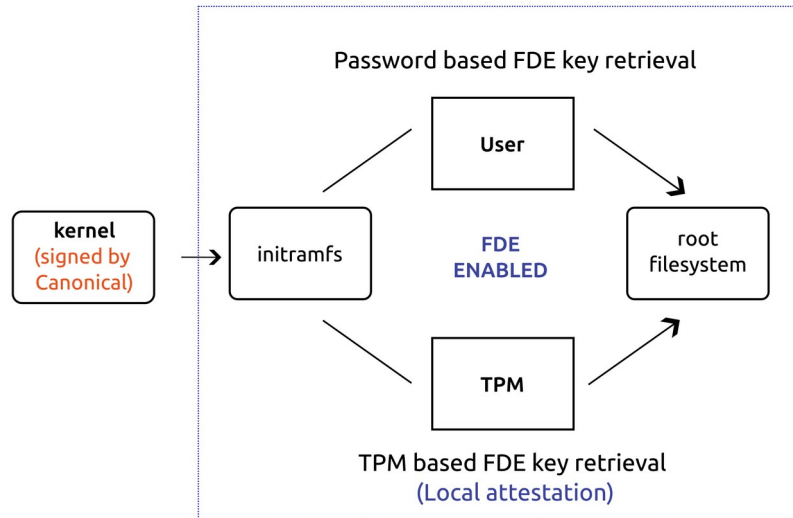 Password based FDE key retrieval
User
kernel
(signed by
Canonical)
initramfs
FDE
ENABLED
root
filesystem
TPM
TPM based FDE key retrieval
(Local attestation)